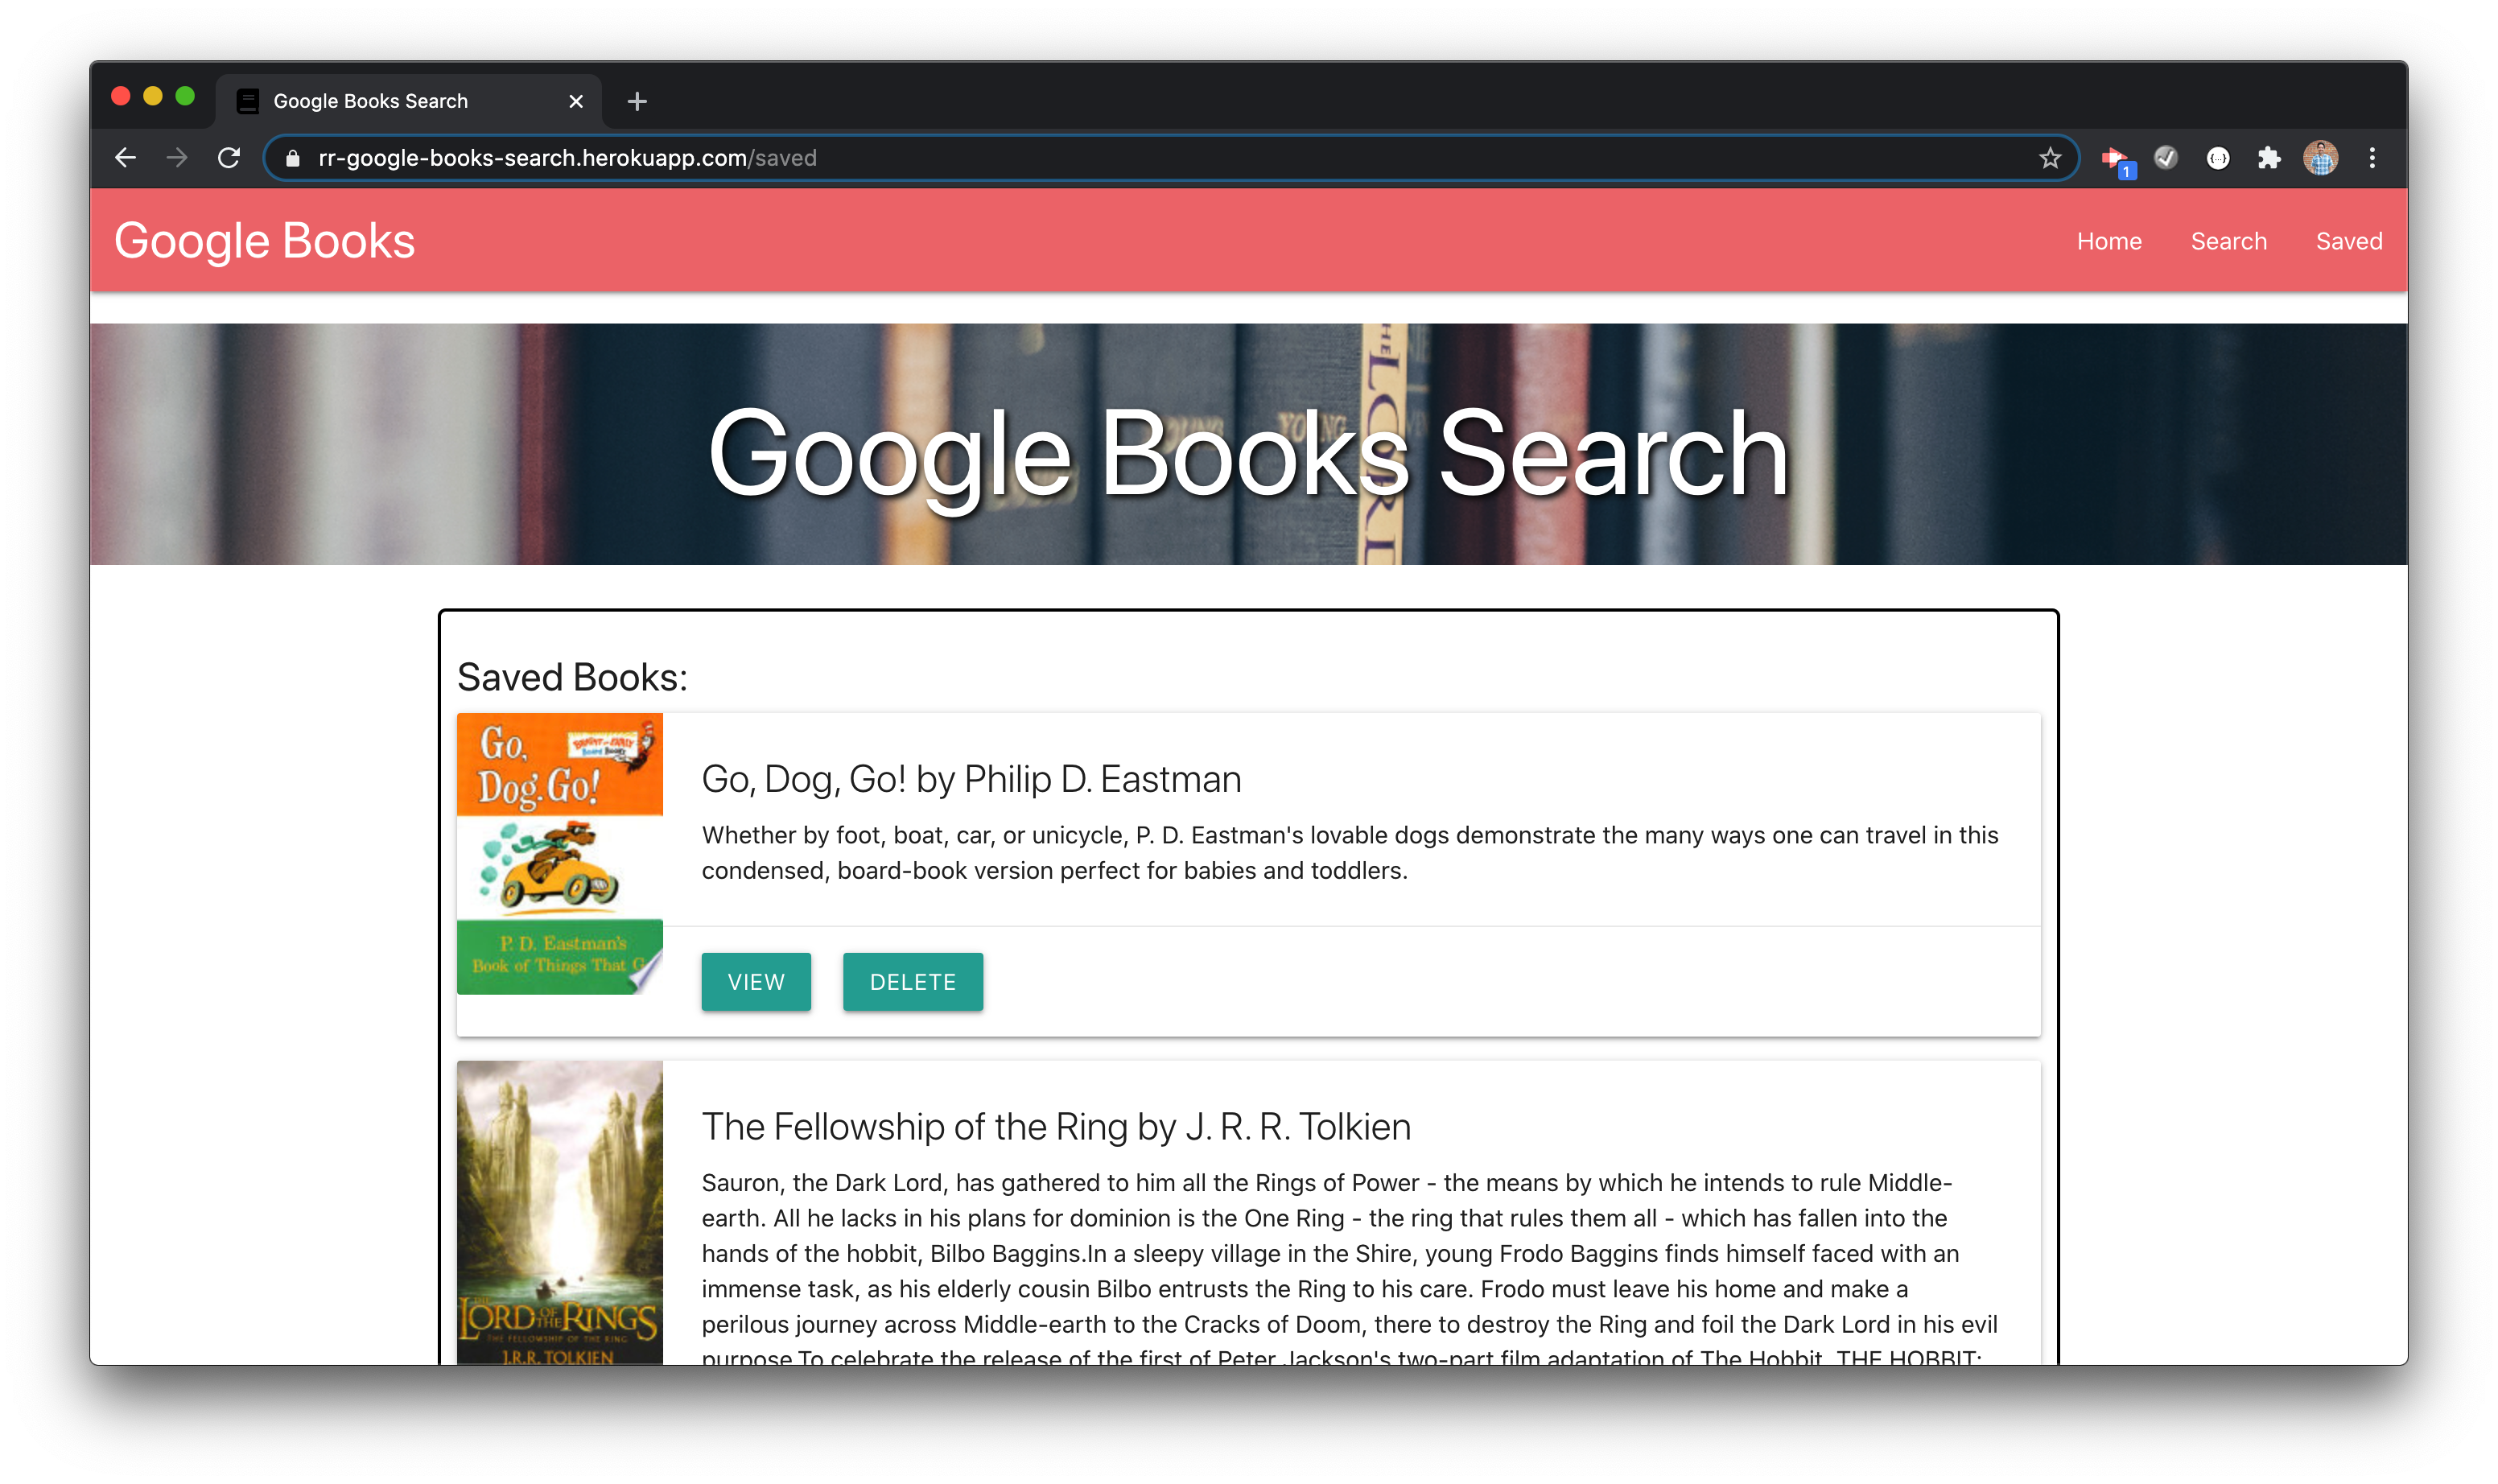 Google Books Search
rr-google-books-search.herokuapp.com/saved
1
Google Books
Home Search Saved
THE LORD
YOUNG
YOUNG
Google Books Search
Saved Books:
Go,
Dog. Go!
BRIGHT and EARLY
Board Books
P. D. Eastman's
Book of Things That G
Go, Dog, Go! by Philip D. Eastman
Whether by foot, boat, car, or unicycle, P. D. Eastman's lovable dogs demonstrate the many ways one can travel in this
condensed, board-book version perfect for babies and toddlers.
VIEW DELETE
THE LORD OF THE RINGS
THE FELLOWSHIP OF THE RING
J.R.R. TOLKIEN
The Fellowship of the Ring by J. R. R. Tolkien
Sauron, the Dark Lord, has gathered to him all the Rings of Power - the means by which he intends to rule Middle-
earth. All he lacks in his plans for dominion is the One Ring - the ring that rules them all - which has fallen into the
hands of the hobbit, Bilbo Baggins.In a sleepy village in the Shire, young Frodo Baggins finds himself faced with an
immense task, as his elderly cousin Bilbo entrusts the Ring to his care. Frodo must leave his home and make a
perilous journey across Middle-earth to the Cracks of Doom, there to destroy the Ring and foil the Dark Lord in his evil
purpose.To celebrate the release of the first of Peter Jackson's two-part film adaptation of The Hobbit, THE HOBBIT: